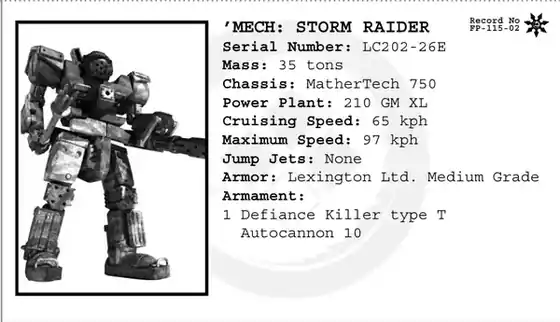 ’MECH: STORM RAIDER
Record No
FP-115-02
Serial Number: LC202-26E
Mass: 35 tons
Chassis: MatherTech 750
Power Plant: 210 GM XL
Cruising Speed: 65 kph
Maximum Speed: 97 kph
Jump Jets: None
Armor: Lexington Ltd. Medium Grade
Armament:
1 Defiance Killer type T
Autocannon 10